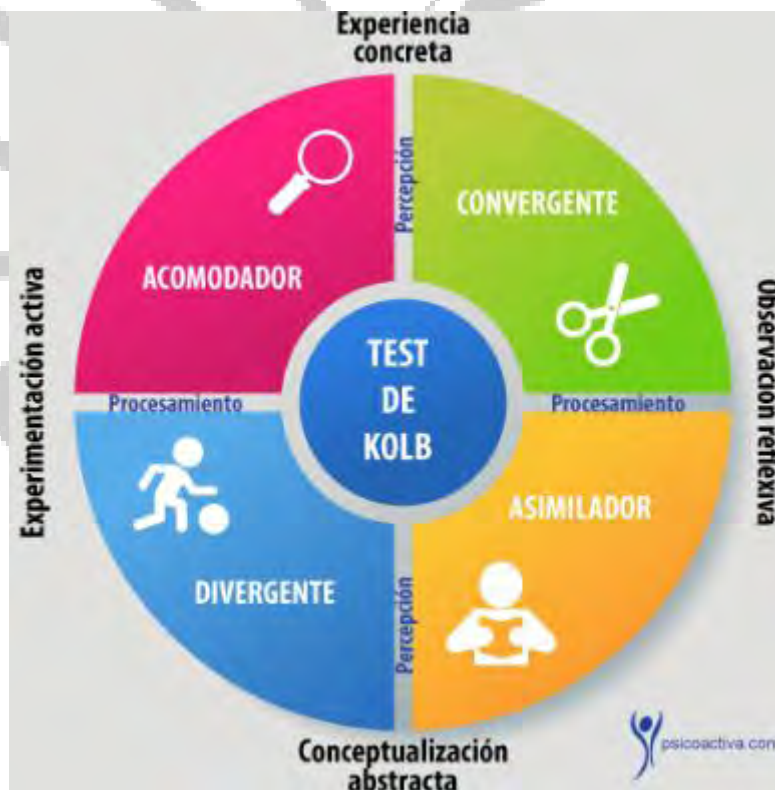 Experiencia
concreta
Percepción
CONVERGENTE
ACOMODADOR
Experimentación activa
Observación reflexiva
TEST
DE
KOLB
Procesamiento
Procesamiento
ASIMILADOR
DIVERGENTE
Percepción
Conceptualización
abstracta
psicoactiva.com